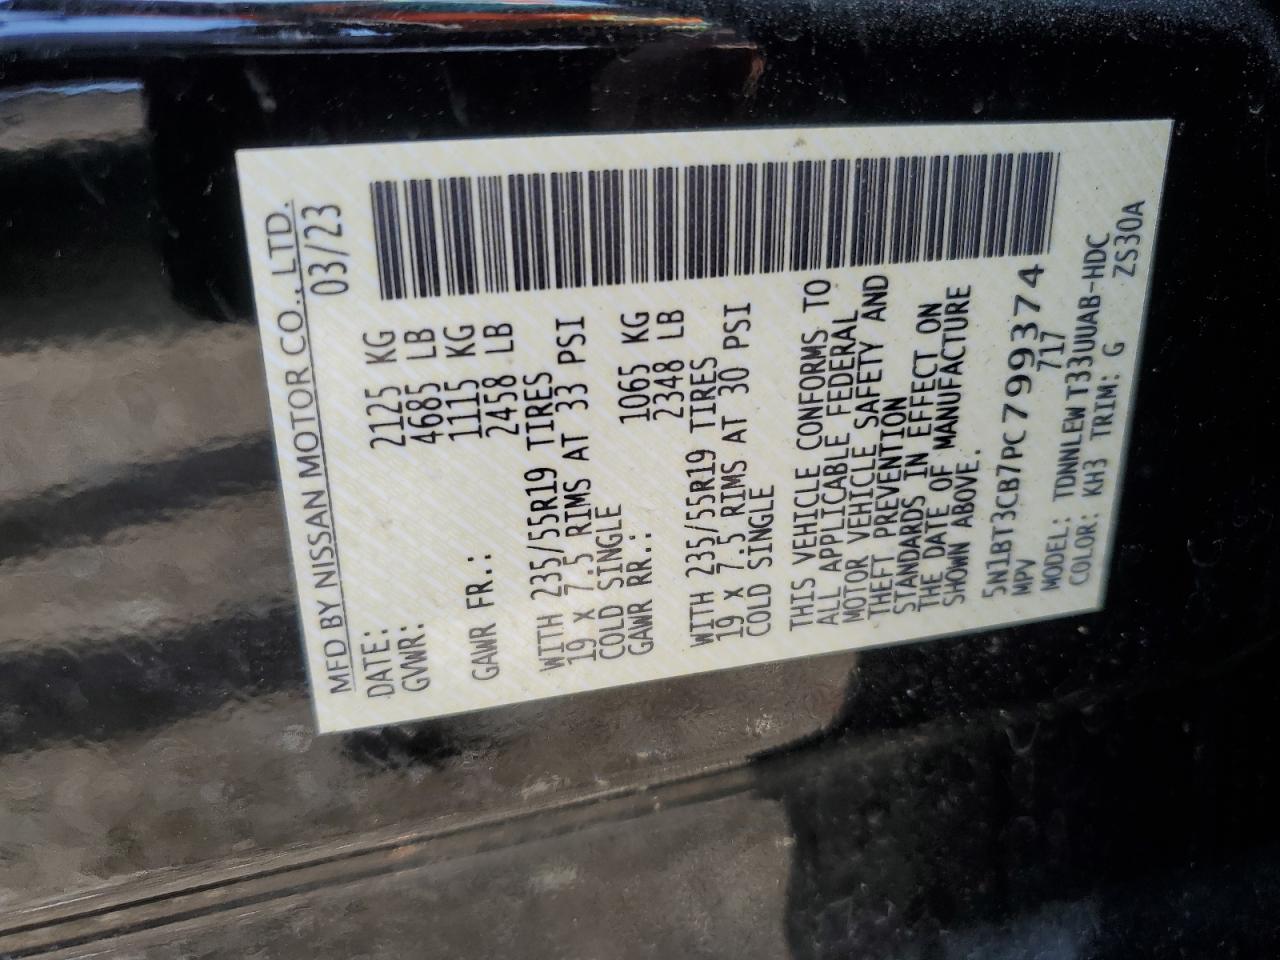 MFD BY NISSAN MOTOR CO., LTD.
DATE: 03/23
GVWR: 2125 KG
4685 LB
GAWR FR.: 1115 KG
2458 LB
WITH 235/55R19 TIRES
19 X 7.5 RIMS AT 33 PSI
COLD SINGLE
GAWR RR.: 1065 KG
2348 LB
WITH 235/55R19 TIRES
19 X 7.5 RIMS AT 30 PSI
COLD SINGLE
THIS VEHICLE CONFORMS TO
ALL APPLICABLE FEDERAL
MOTOR VEHICLE SAFETY AND
THEFT PREVENTION
STANDARDS IN EFFECT ON
THE DATE OF MANUFACTURE
SHOWN ABOVE.
5N1BT3CB7PC799374
MPV 717
MODEL: TDNNLEWT33UUAB-HDC
COLOR: KH3 TRIM: G ZS30A